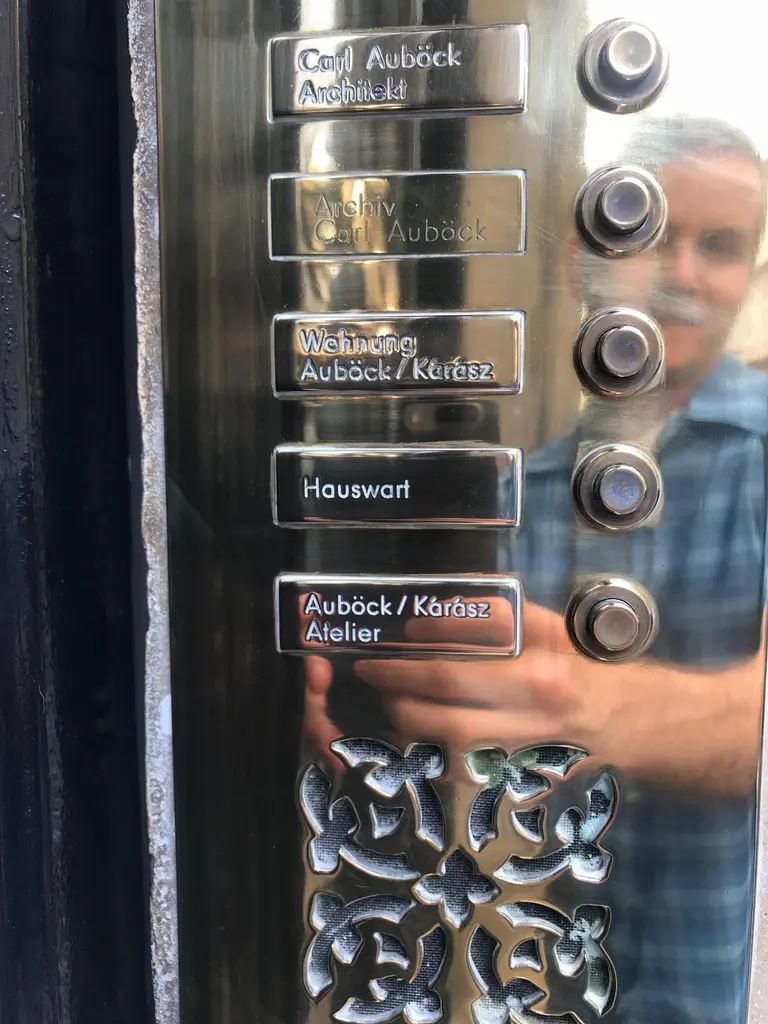 Carl Auböck
Architekt
Archiv
Carl Auböck
Wohnung
Auböck / Kárász
Hauswart
Auböck / Kárász
Atelier